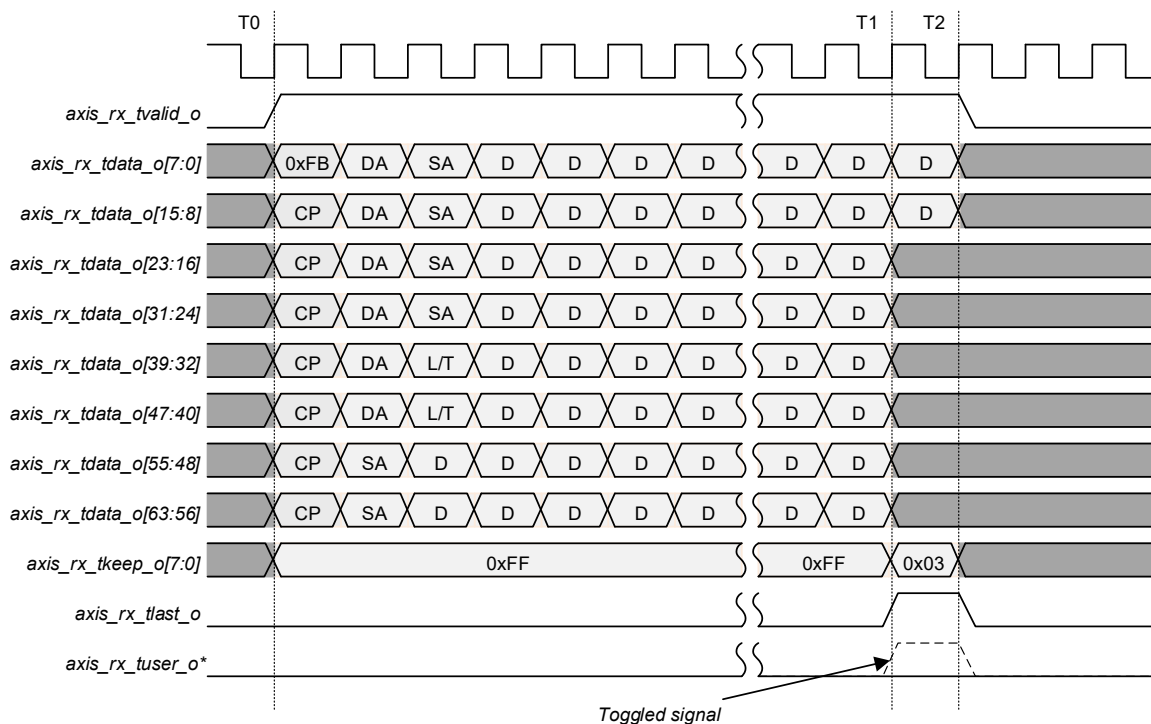 T0 T1 T2
axis_rx_tvalid_o
axis_rx_tdata_o[7:0] 0xFB DA SA D D D D D D D
axis_rx_tdata_o[15:8] CP DA SA D D D D D D D
axis_rx_tdata_o[23:16] CP DA SA D D D D D D
axis_rx_tdata_o[31:24] CP DA SA D D D D D D
axis_rx_tdata_o[39:32] CP DA L/T D D D D D D
axis_rx_tdata_o[47:40] CP DA L/T D D D D D D
axis_rx_tdata_o[55:48] CP SA D D D D D D D
axis_rx_tdata_o[63:56] CP SA D D D D D D D
axis_rx_tkeep_o[7:0] 0xFF 0xFF 0x03
axis_rx_tlast_o
axis_rx_tuser_o*
Toggled signal